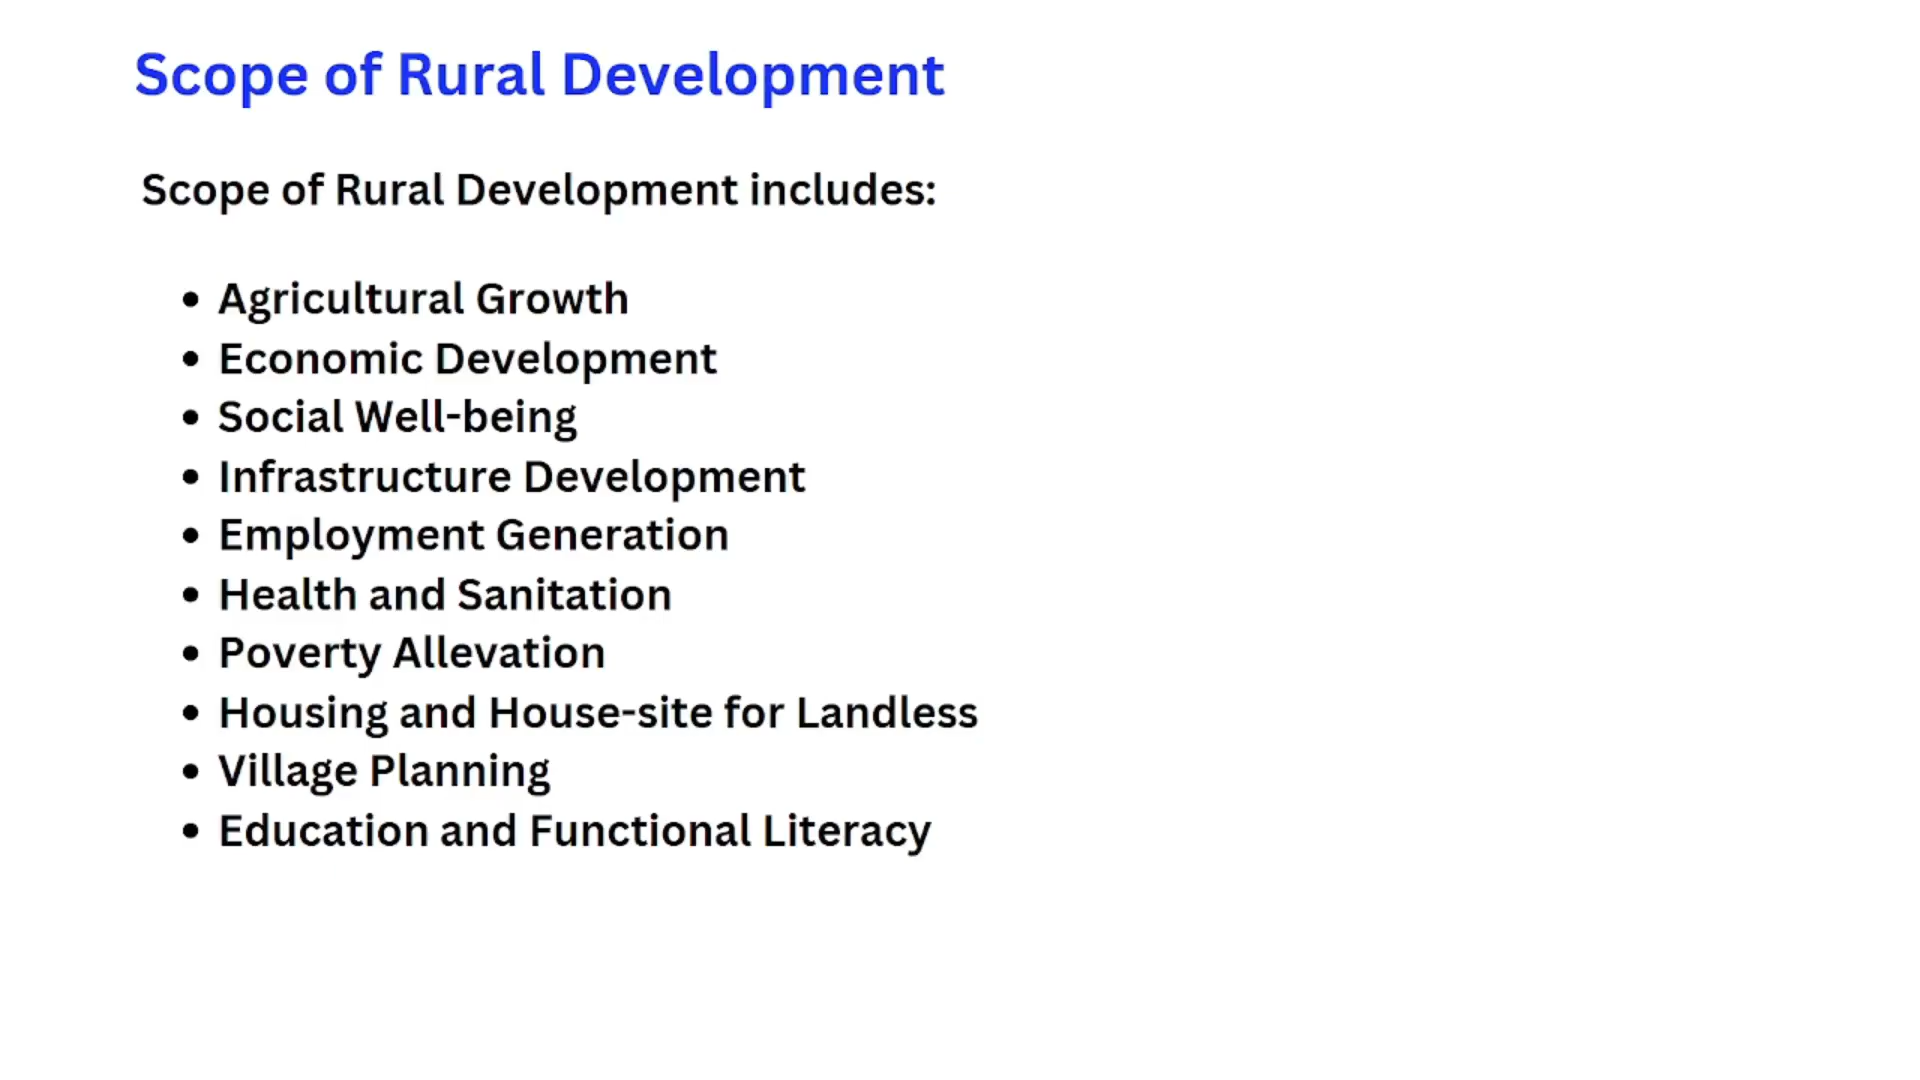 Scope of Rural Development
Scope of Rural Development includes:
• Agricultural Growth
• Economic Development
• Social Well-being
• Infrastructure Development
• Employment Generation
• Health and Sanitation
• Poverty Allevation
• Housing and House-site for Landless
• Village Planning
• Education and Functional Literacy